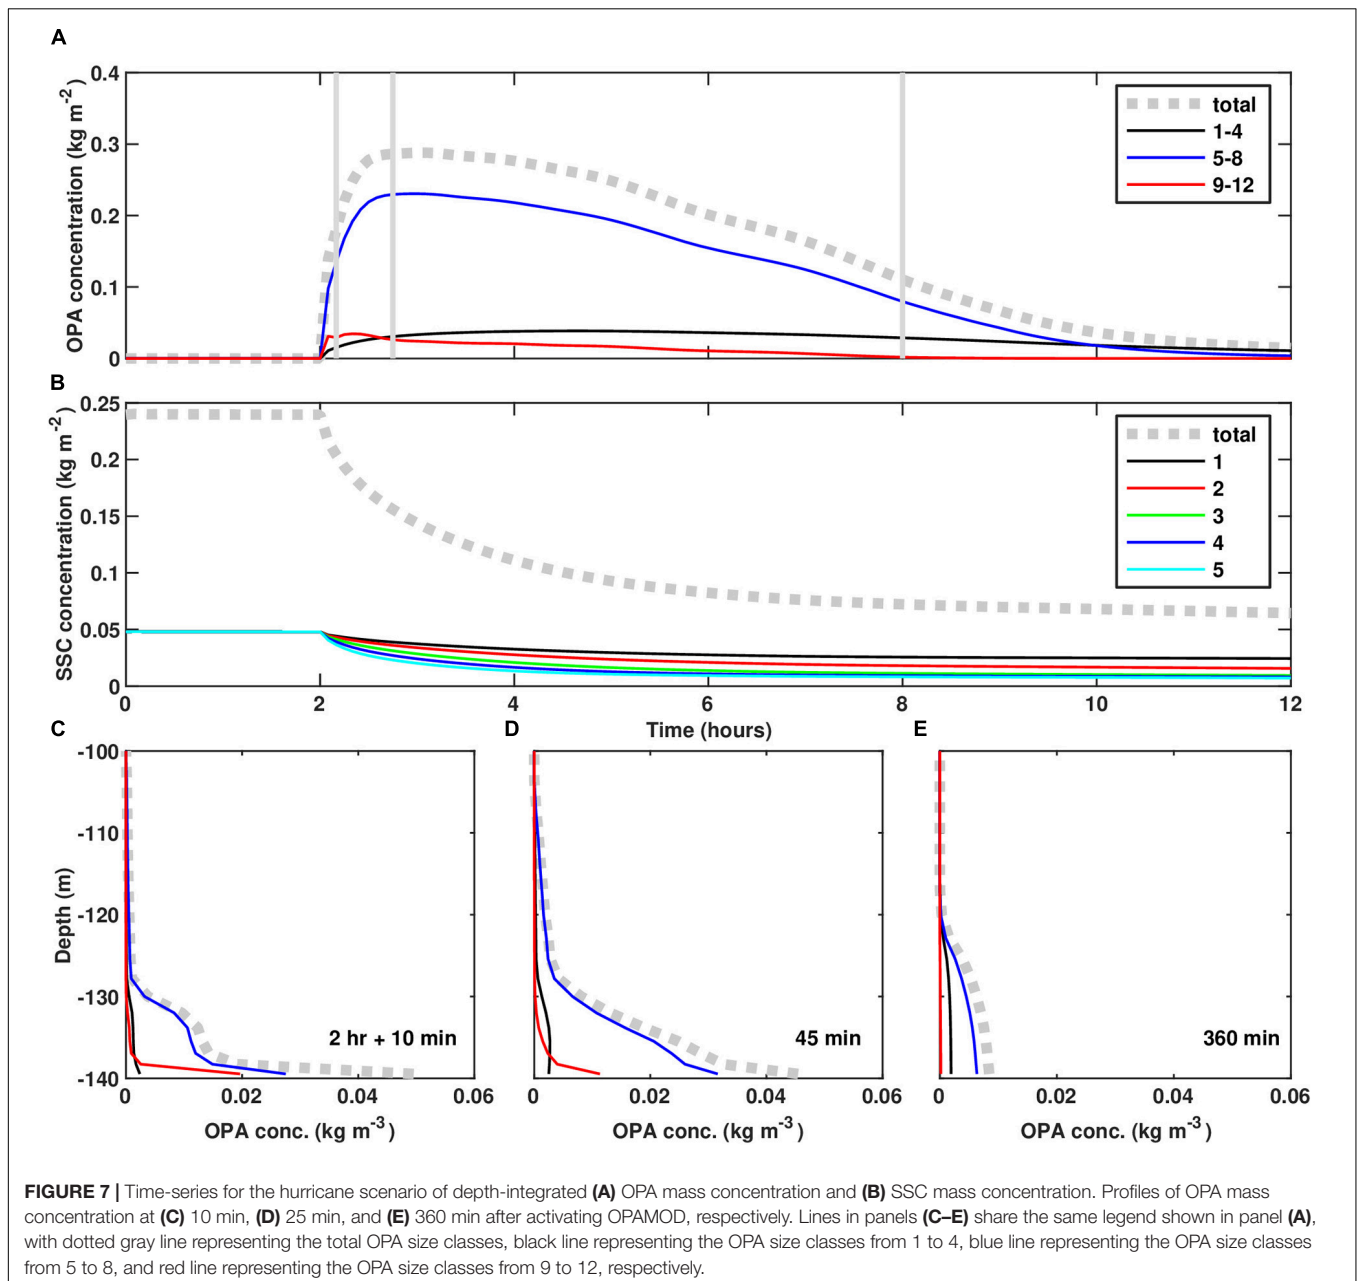 A
OPA concentration (kg m-2)
0.4
0.3
0.2
0.1
0
total
1-4
5-8
9-12
B
SSC concentration (kg m-2)
0.25
0.2
0.15
0.1
0.05
0
total
1
2
3
4
5
0 2 4 6 8 10 12
Time (hours)
C
Depth (m)
-100
-110
-120
-130
-140
2 hr + 10 min
0 0.02 0.04 0.06
OPA conc. (kg m-3)
D
45 min
0 0.02 0.04 0.06
OPA conc. (kg m-3)
E
360 min
0 0.02 0.04 0.06
OPA conc. (kg m-3)
FIGURE 7 | Time-series for the hurricane scenario of depth-integrated (A) OPA mass concentration and (B) SSC mass concentration. Profiles of OPA mass
concentration at (C) 10 min, (D) 25 min, and (E) 360 min after activating OPAMOD, respectively. Lines in panels (C–E) share the same legend shown in panel (A),
with dotted gray line representing the total OPA size classes, black line representing the OPA size classes from 1 to 4, blue line representing the OPA size classes
from 5 to 8, and red line representing the OPA size classes from 9 to 12, respectively.